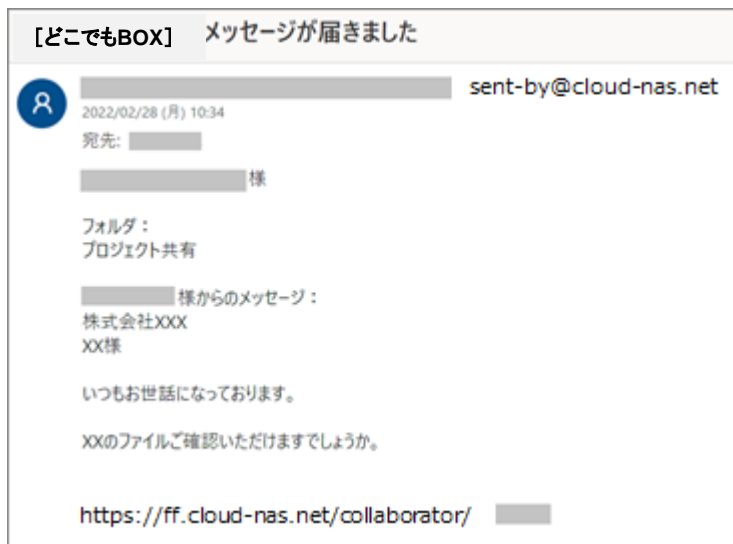 ［どこでもBOX］ メッセージが届きました
sent-by@cloud-nas.net
2022/02/28 (月) 10:34
宛先:
様
フォルダ：
プロジェクト共有
様からのメッセージ：
株式会社XXX
XX様
いつもお世話になっております。
XXのファイルご確認いただけますでしょうか。
https://ff.cloud-nas.net/collaborator/